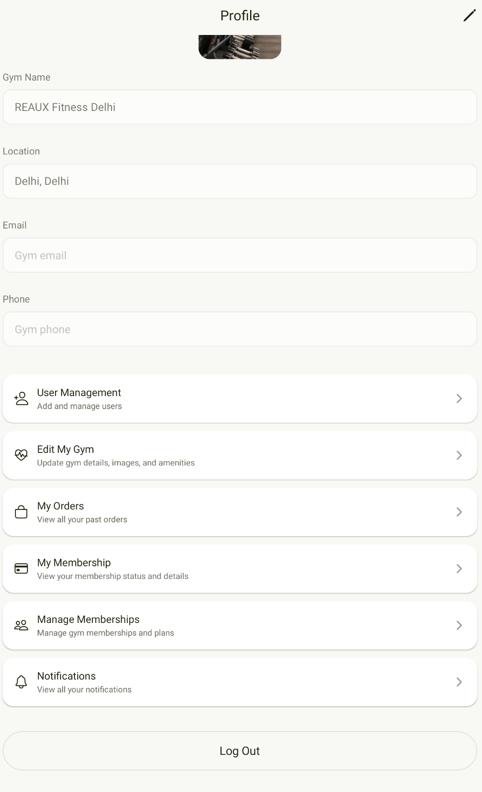 Profile
Gym Name
REAUX Fitness Delhi
Location
Delhi, Delhi
Email
Gym email
Phone
Gym phone
User Management
Add and manage users
Edit My Gym
Update gym details, images, and amenities
My Orders
View all your past orders
My Membership
View your membership status and details
Manage Memberships
Manage gym memberships and plans
Notifications
View all your notifications
Log Out